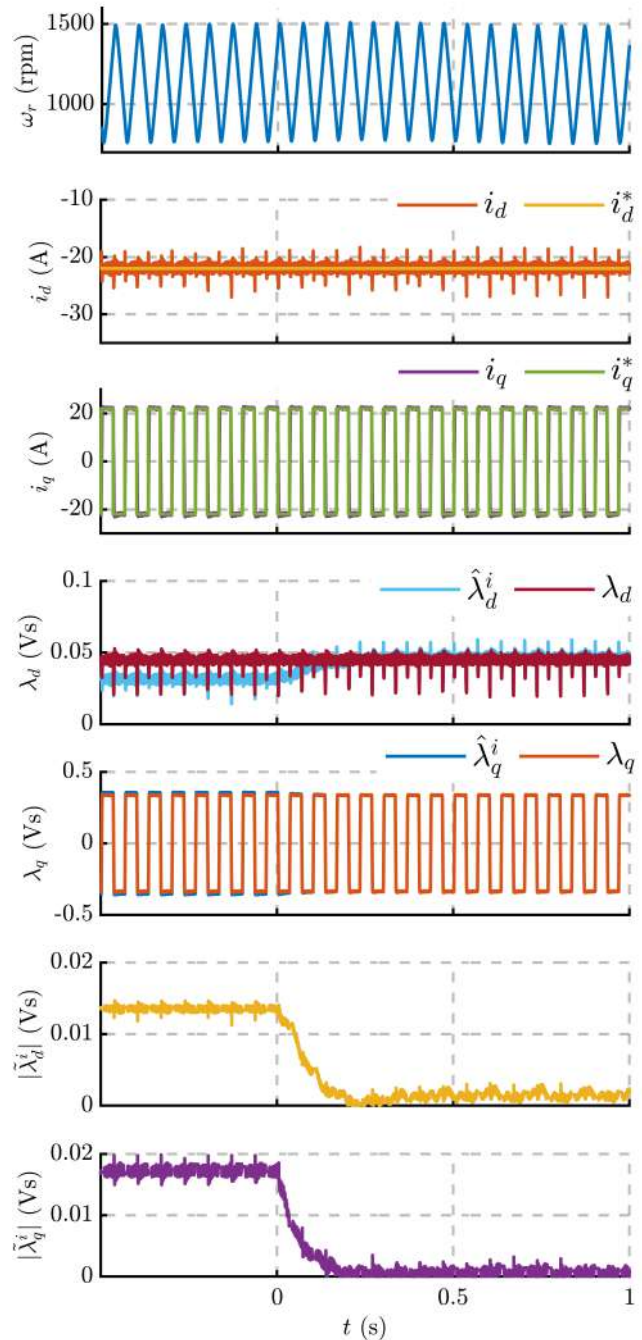 1500
1000
ω_r (rpm)
-10
-20
-30
i_d (A)
i_d i_d^*
20
0
-20
i_q (A)
i_q i_q^*
0.1
0.05
0
λ_d (Vs)
λ̂_d^i λ_d
0.5
0
-0.5
λ_q (Vs)
λ̂_q^i λ_q
0.02
0.01
0
|λ̃_d^i| (Vs)
0.02
0.01
0
|λ̃_q^i| (Vs)
0 0.5 1
t (s)